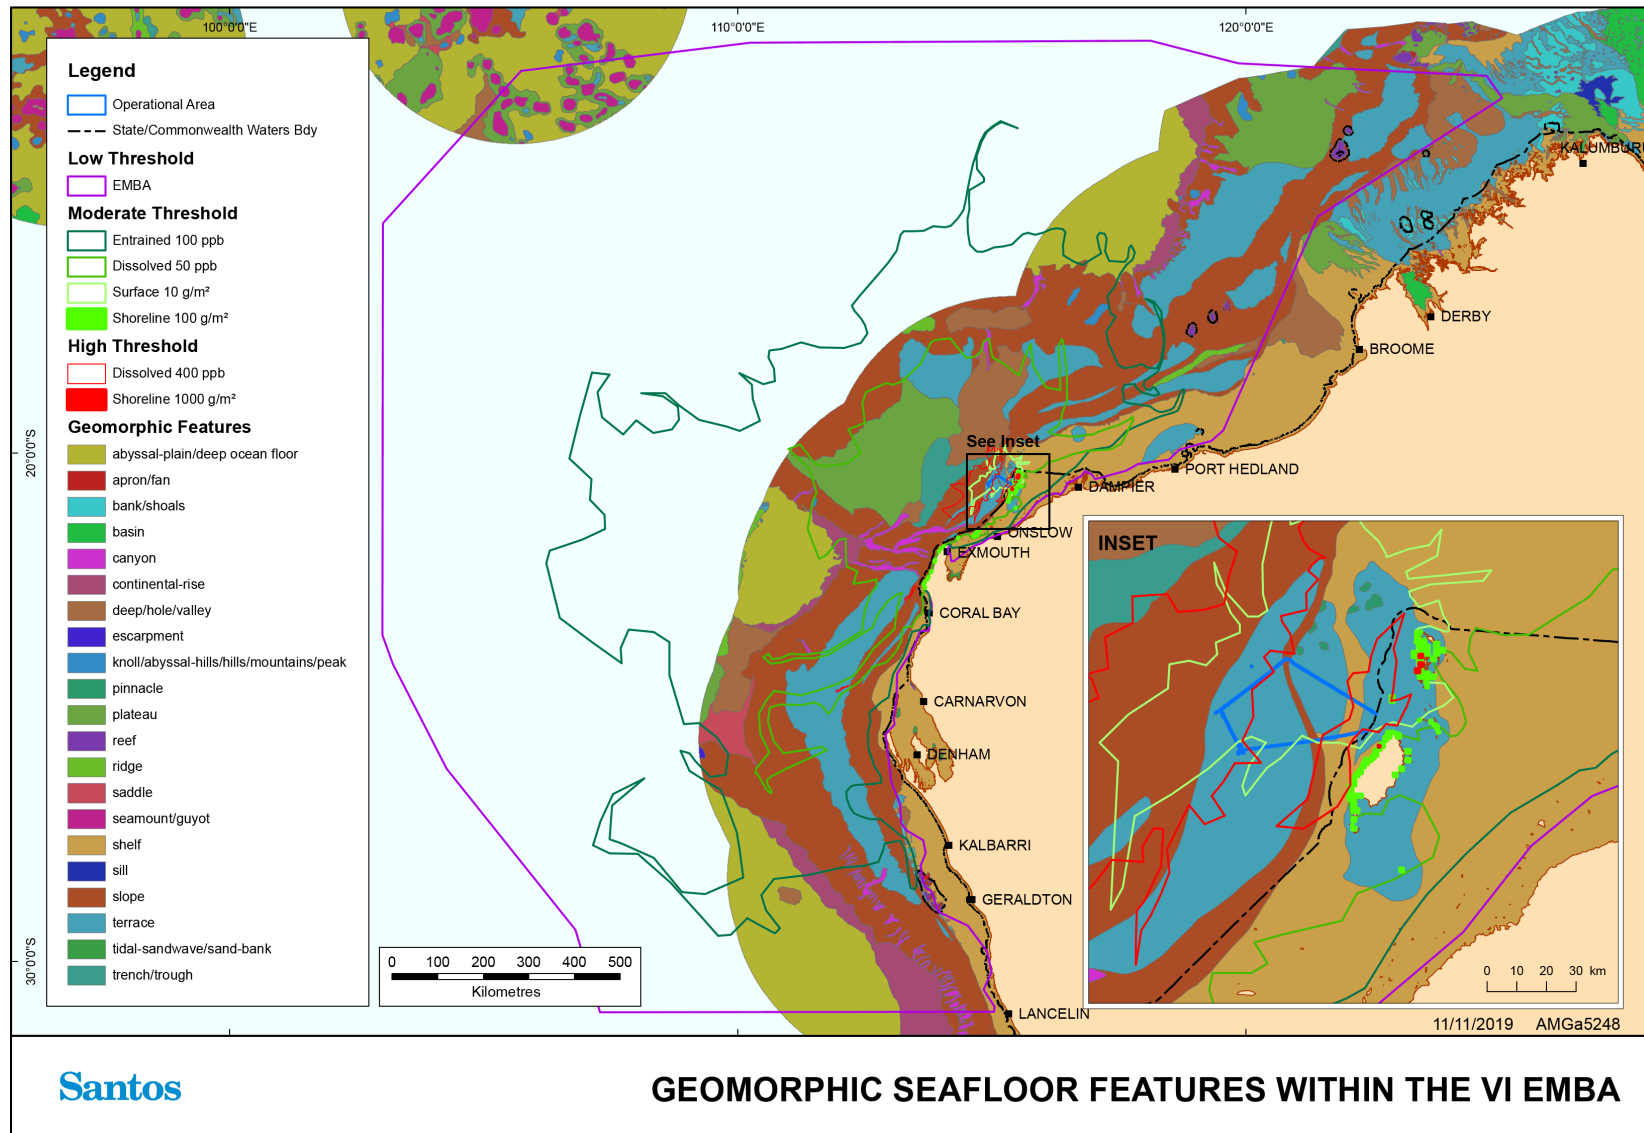 100°0'0"E
110°0'0"E
120°0'0"E
20°0'0"S
30°0'0"S
Legend
Operational Area
State/Commonwealth Waters Bdy
Low Threshold
EMBA
Moderate Threshold
Entrained 100 ppb
Dissolved 50 ppb
Surface 10 g/m²
Shoreline 100 g/m²
High Threshold
Dissolved 400 ppb
Shoreline 1000 g/m²
Geomorphic Features
abyssal-plain/deep ocean floor
apron/fan
bank/shoals
basin
canyon
continental-rise
deep/hole/valley
escarpment
knoll/abyssal-hills/hills/mountains/peak
pinnacle
plateau
reef
ridge
saddle
seamount/guyot
shelf
sill
slope
terrace
tidal-sandwave/sand-bank
trench/trough
KALUMBURU
DERBY
BROOME
See Inset
PORT HEDLAND
DAMPIER
ONSLOW
EXMOUTH
CORAL BAY
CARNARVON
DENHAM
KALBARRI
GERALDTON
LANCELIN
0 100 200 300 400 500
Kilometres
INSET
0 10 20 30 km
11/11/2019 AMGa5248
Santos
GEOMORPHIC SEAFLOOR FEATURES WITHIN THE VI EMBA